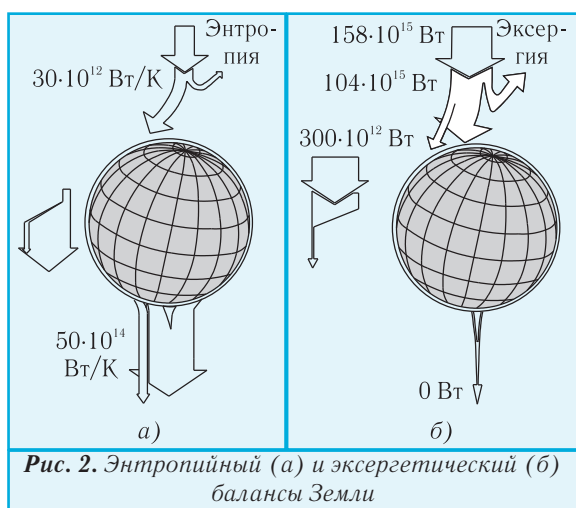 Энтро-
пия
30·10¹² Вт/К
50·10¹⁴
Вт/К
а)
158·10¹⁵ Вт
Эксер-
гия
104·10¹⁵ Вт
300·10¹² Вт
0 Вт
б)
Рис. 2. Энтропийный (а) и эксергетический (б)
балансы Земли